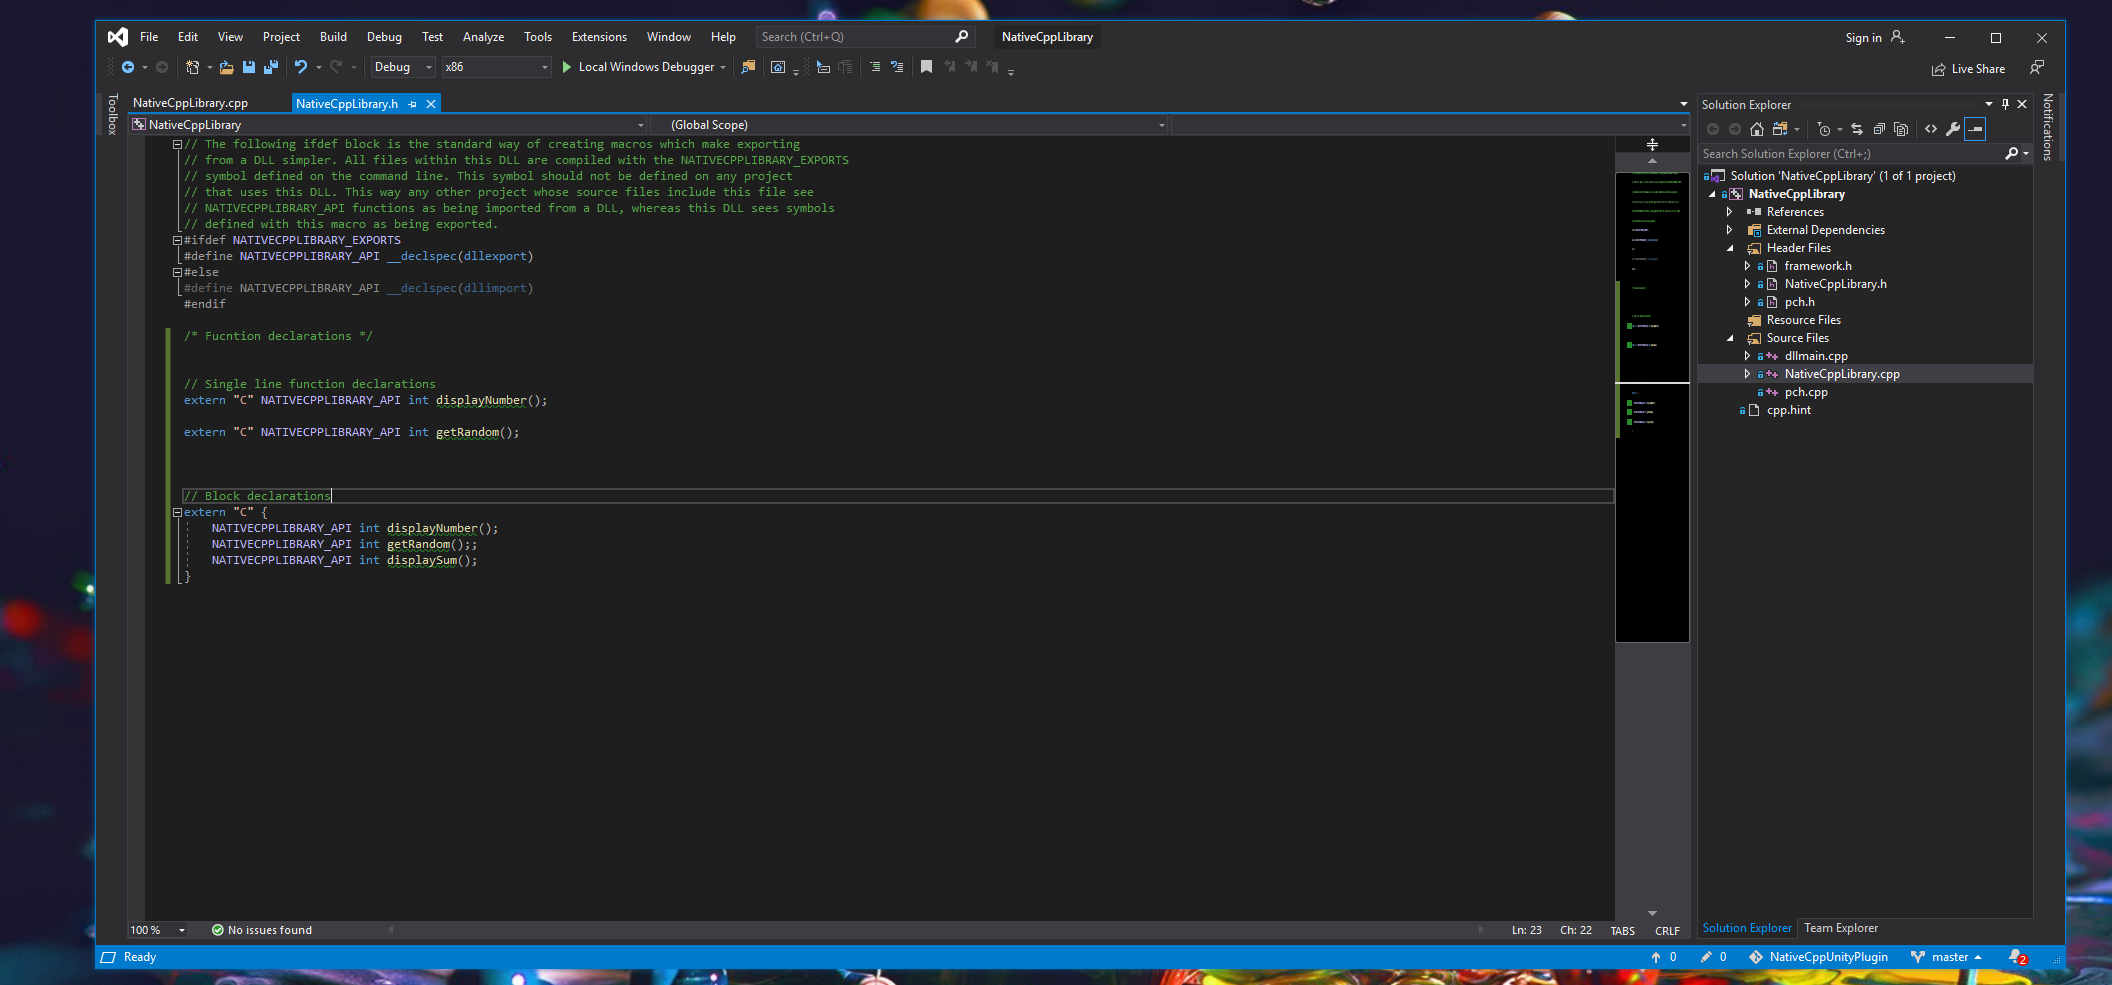 File Edit View Project Build Debug Test Analyze Tools Extensions Window Help Search (Ctrl+Q) NativeCppLibrary Sign in
Debug x86 Local Windows Debugger Live Share
Toolbox
NativeCppLibrary.cpp NativeCppLibrary.h
NativeCppLibrary (Global Scope)
// The following ifdef block is the standard way of creating macros which make exporting
// from a DLL simpler. All files within this DLL are compiled with the NATIVECPPLIBRARY_EXPORTS
// symbol defined on the command line. This symbol should not be defined on any project
// that uses this DLL. This way any other project whose source files include this file see
// NATIVECPPLIBRARY_API functions as being imported from a DLL, whereas this DLL sees symbols
// defined with this macro as being exported.
#ifdef NATIVECPPLIBRARY_EXPORTS
#define NATIVECPPLIBRARY_API __declspec(dllexport)
#else
#define NATIVECPPLIBRARY_API __declspec(dllimport)
#endif
/* Fucntion declarations */
// Single line function declarations
extern "C" NATIVECPPLIBRARY_API int displayNumber();
extern "C" NATIVECPPLIBRARY_API int getRandom();
// Block declarations
extern "C" {
NATIVECPPLIBRARY_API int displayNumber();
NATIVECPPLIBRARY_API int getRandom();;
NATIVECPPLIBRARY_API int displaySum();
}
100 % No issues found Ln: 23 Ch: 22 TABS CRLF
Solution Explorer
Search Solution Explorer (Ctrl+;)
Solution 'NativeCppLibrary' (1 of 1 project)
NativeCppLibrary
References
External Dependencies
Header Files
framework.h
NativeCppLibrary.h
pch.h
Resource Files
Source Files
dllmain.cpp
NativeCppLibrary.cpp
pch.cpp
cpp.hint
Solution Explorer Team Explorer
Notifications
Ready 0 0 NativeCppUnityPlugin master 2